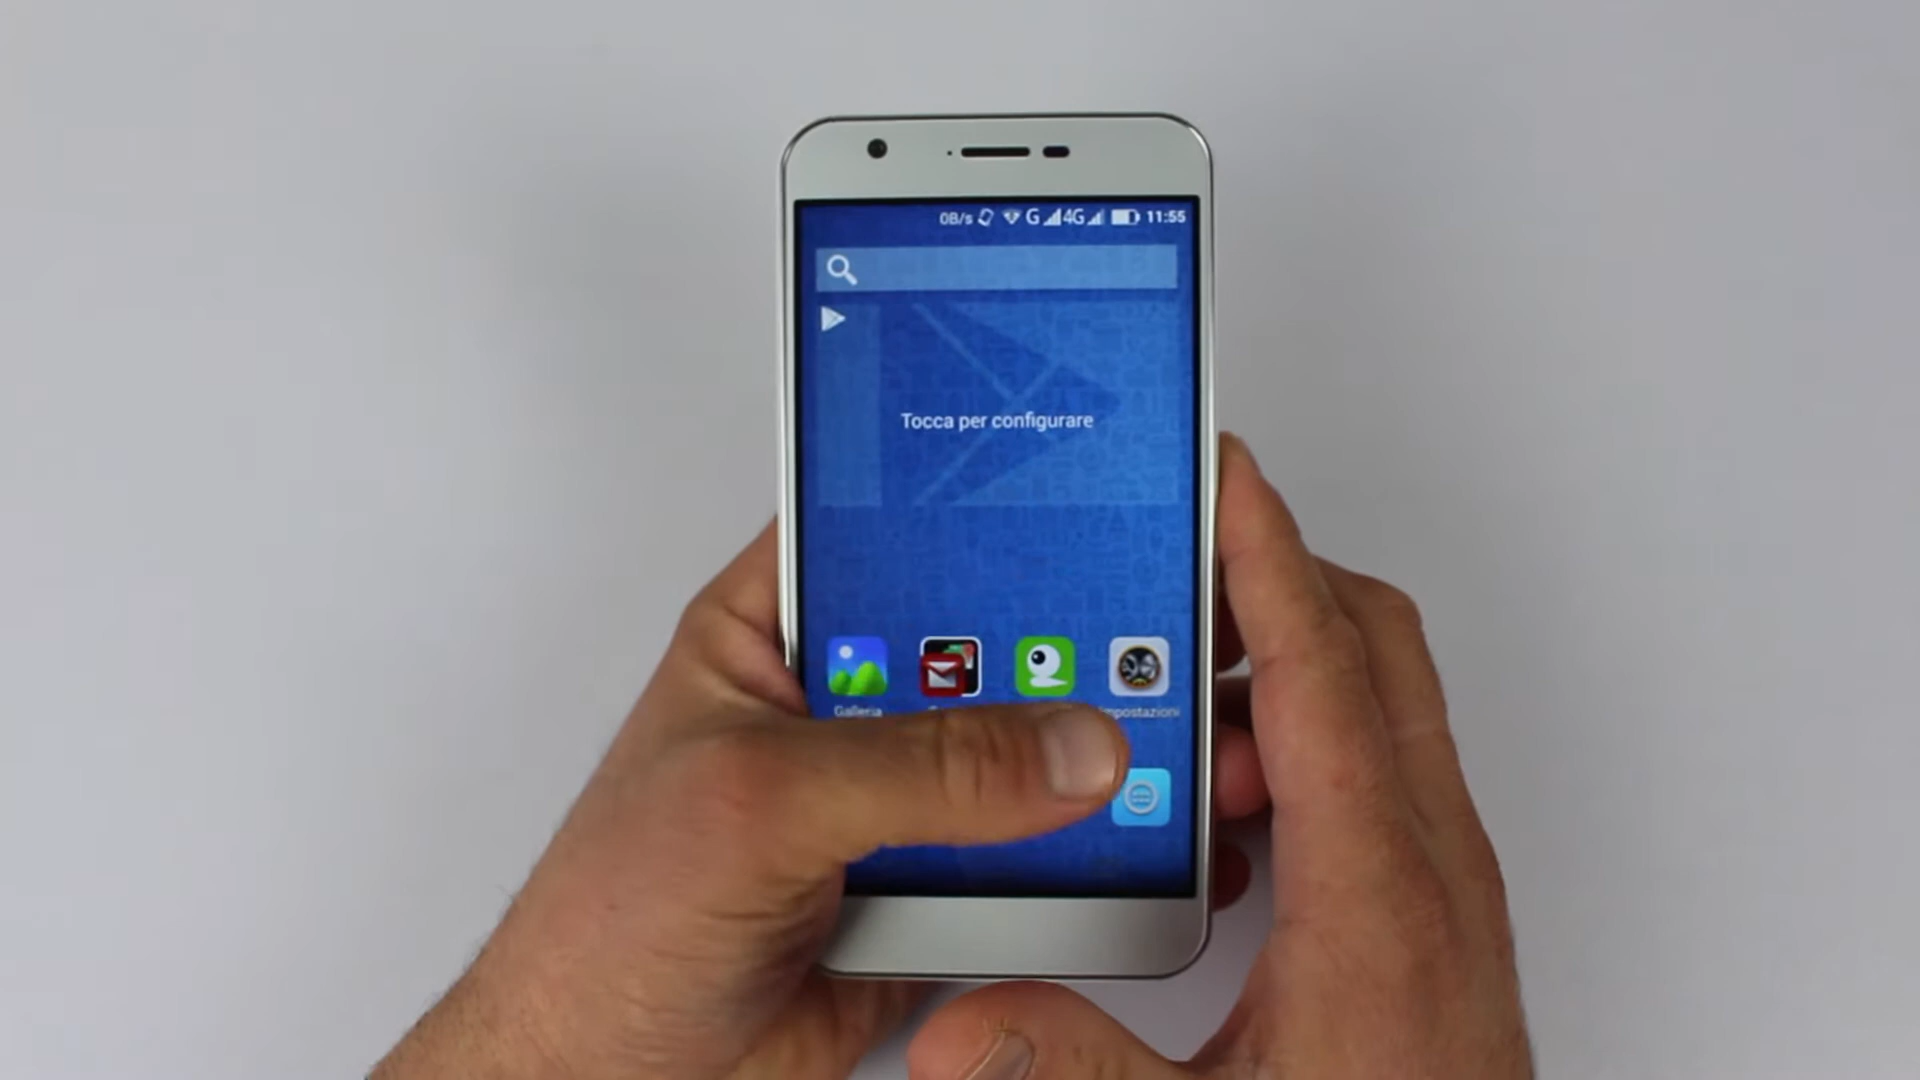 0B/s G 4G 11:55
Tocca per configurare
Galleria
Impostazioni